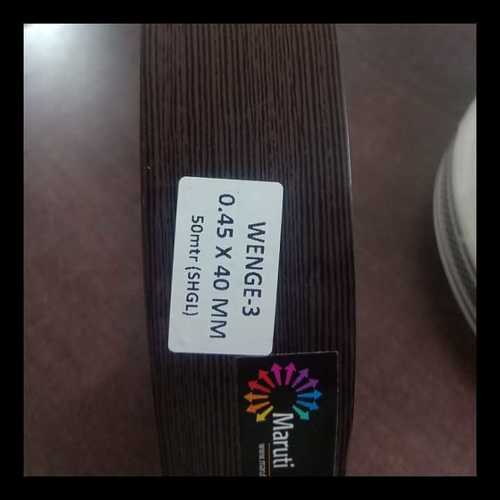 WENGE-3
0.45 X 40 MM
50mtr (SHGL)
Maruti